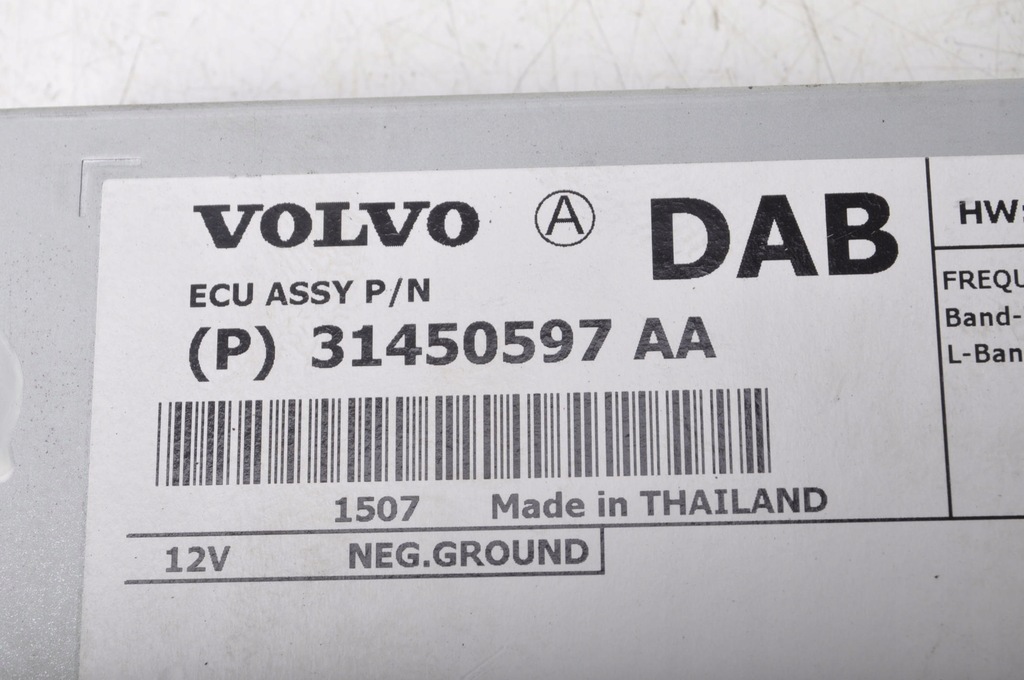 VOLVO Ⓐ DAB
ECU ASSY P/N
(P) 31450597 AA
1507 Made in THAILAND
12V NEG.GROUND
HW:
FREQU
Band-
L-Ban